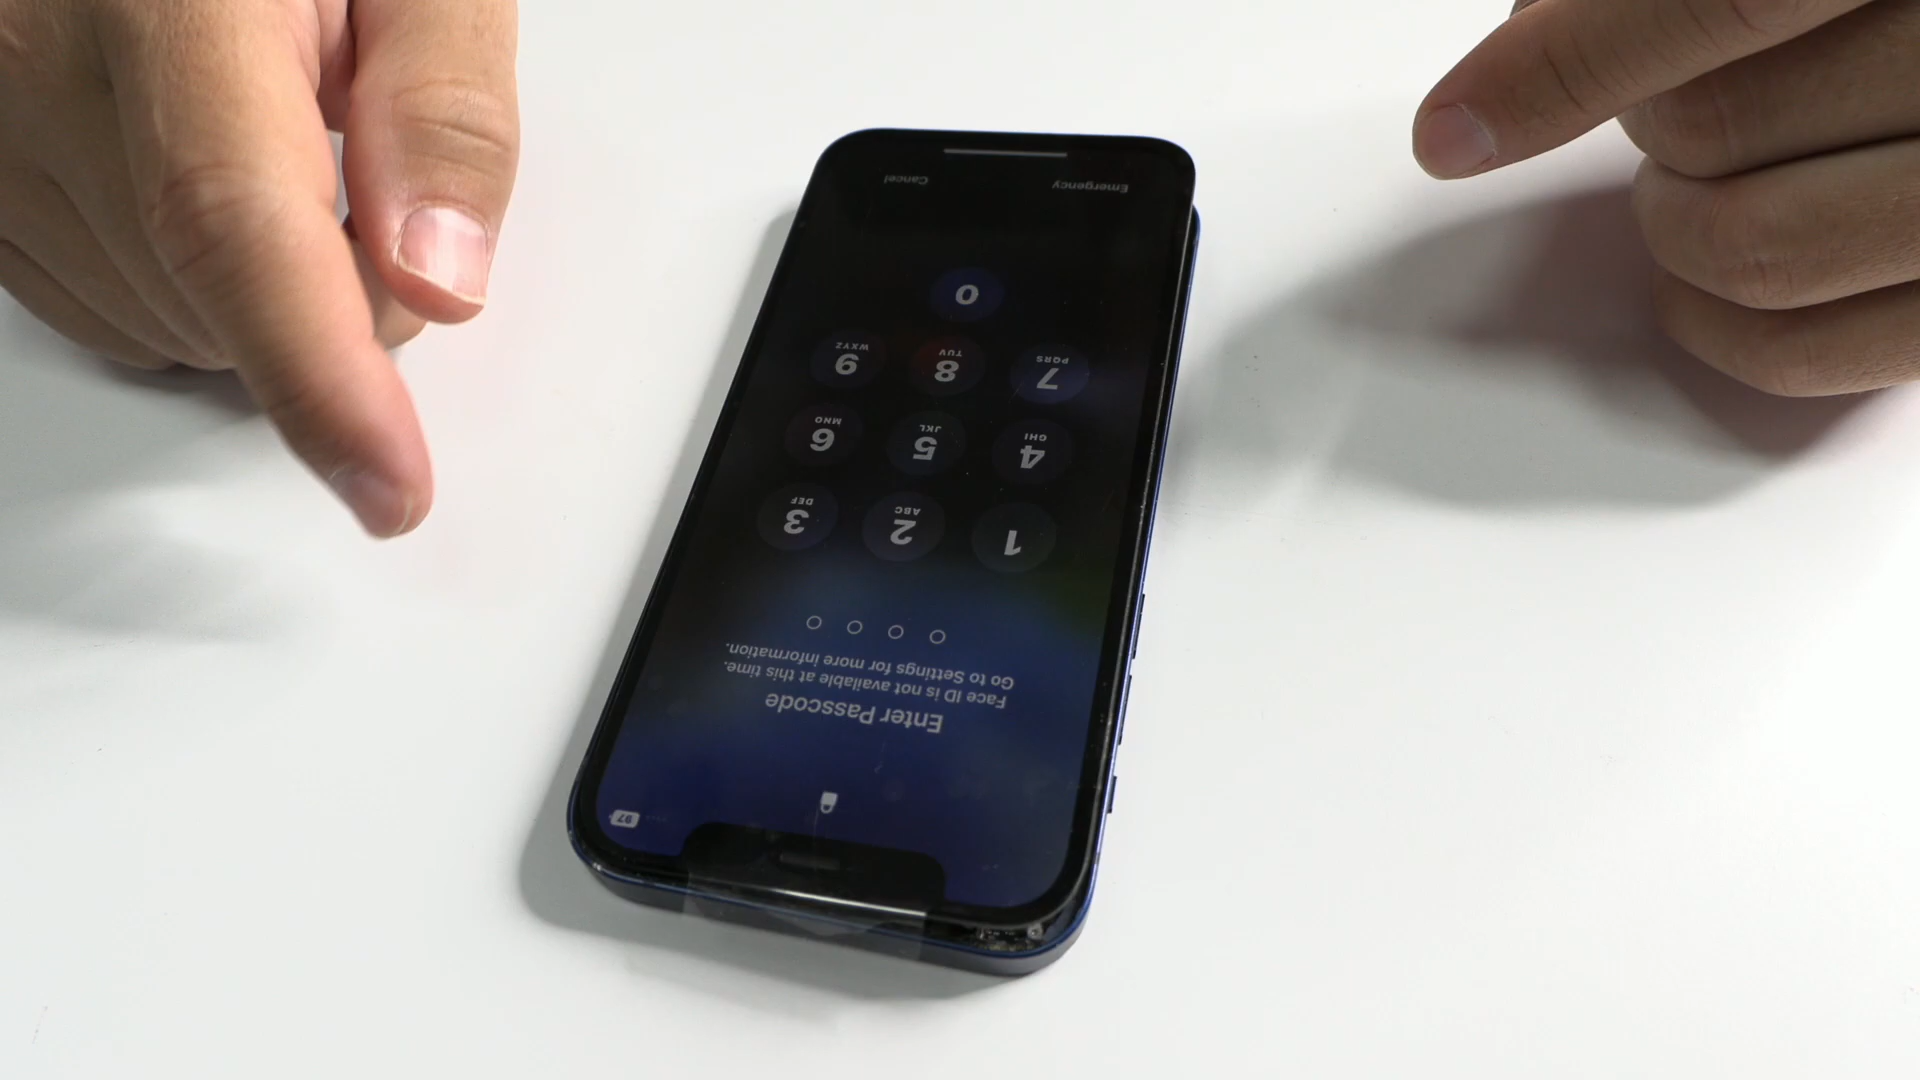 97
Enter Passcode
Face ID is not available at this time.
Go to Settings for more information.
1 2 3
ABC DEF
4 5 6
GHI JKL MNO
7 8 9
PQRS TUV WXYZ
0
Emergency Cancel